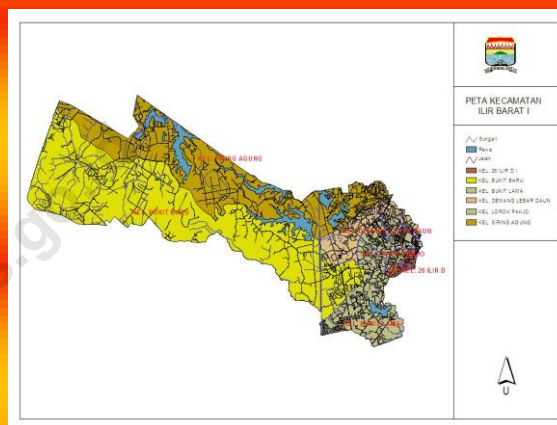 PETA KECAMATAN
ILIR BARAT I
Sungai
Rawa
Jalan
KEL. 26 ILIR D I
KEL. BUKIT BARU
KEL. BUKIT LAMA
KEL. DEMANG LEBAR DAUN
KEL. LOROK PAKJO
KEL. SIRING AGUNG
KEL. SIRING AGUNG
KEL. BUKIT BARU
KEL. 26 ILIR D
U